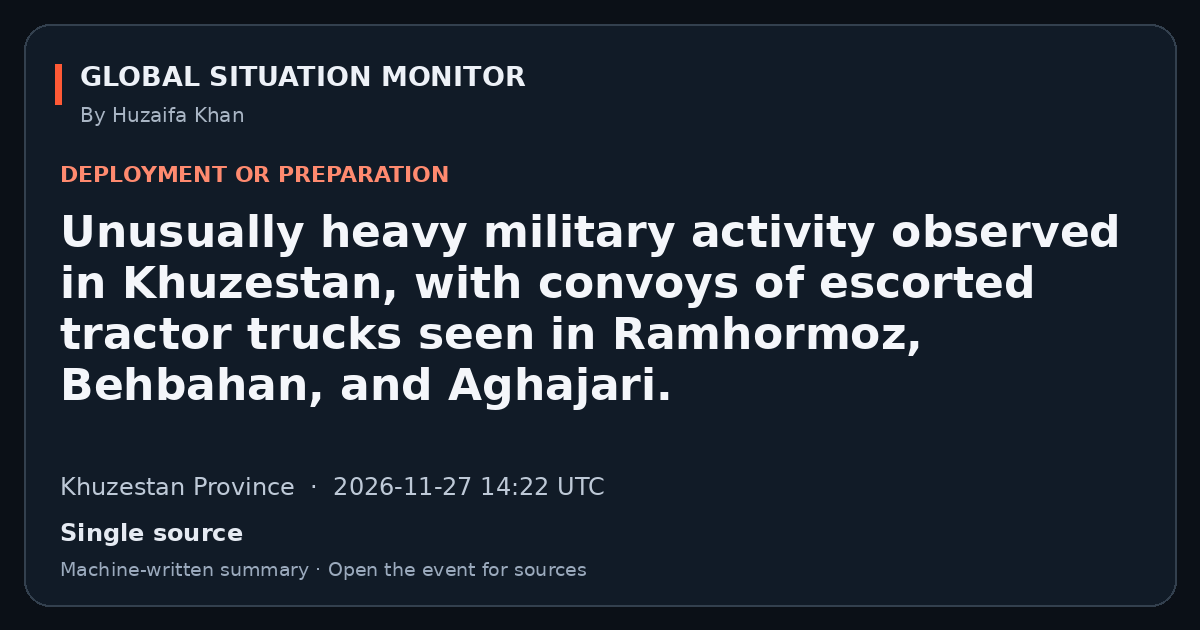 GLOBAL SITUATION MONITOR
By Huzaifa Khan
DEPLOYMENT OR PREPARATION
Unusually heavy military activity observed
in Khuzestan, with convoys of escorted
tractor trucks seen in Ramhormoz,
Behbahan, and Aghajari.
Khuzestan Province · 2026-11-27 14:22 UTC
Single source
Machine-written summary · Open the event for sources